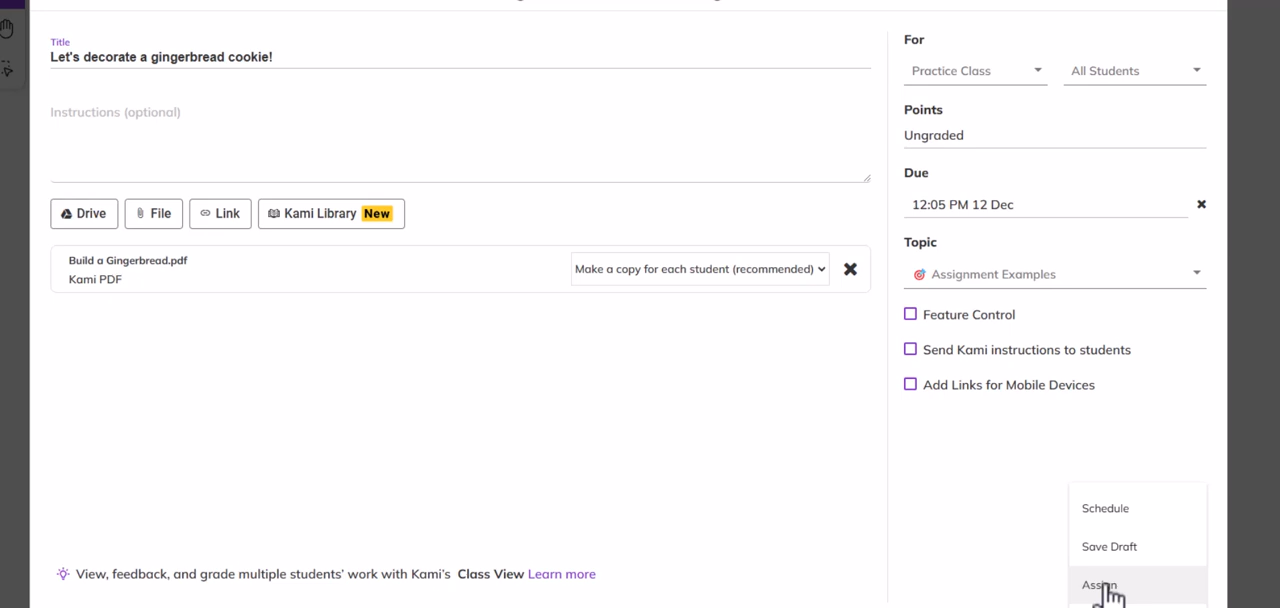 Title
Let's decorate a gingerbread cookie!
Instructions (optional)
Drive
File
Link
Kami Library New
Build a Gingerbread.pdf
Kami PDF
Make a copy for each student (recommended)
View, feedback, and grade multiple students' work with Kami's Class View Learn more
For
Practice Class
All Students
Points
Ungraded
Due
12:05 PM 12 Dec
Topic
Assignment Examples
Feature Control
Send Kami instructions to students
Add Links for Mobile Devices
Schedule
Save Draft
Assign